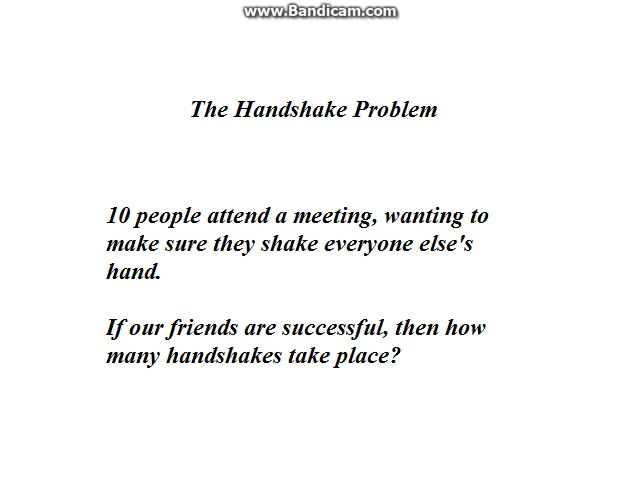 www.Bandicam.com
The Handshake Problem
10 people attend a meeting, wanting to
make sure they shake everyone else's
hand.
If our friends are successful, then how
many handshakes take place?